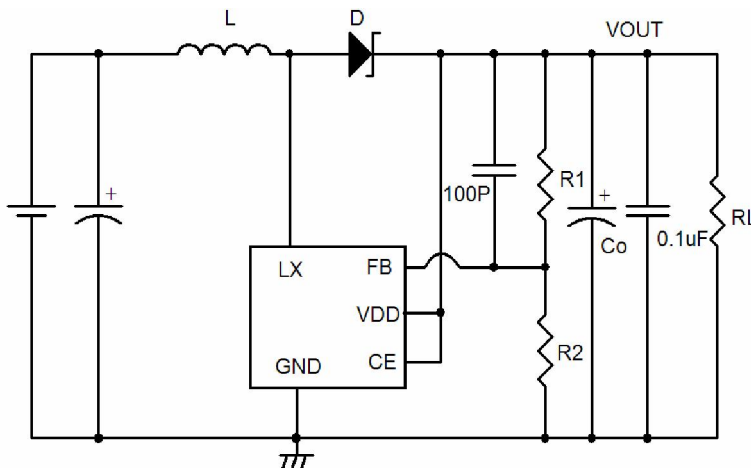 L
D
VOUT
+
100P
R1
+
Co
0.1uF
RL
LX
FB
VDD
CE
GND
R2